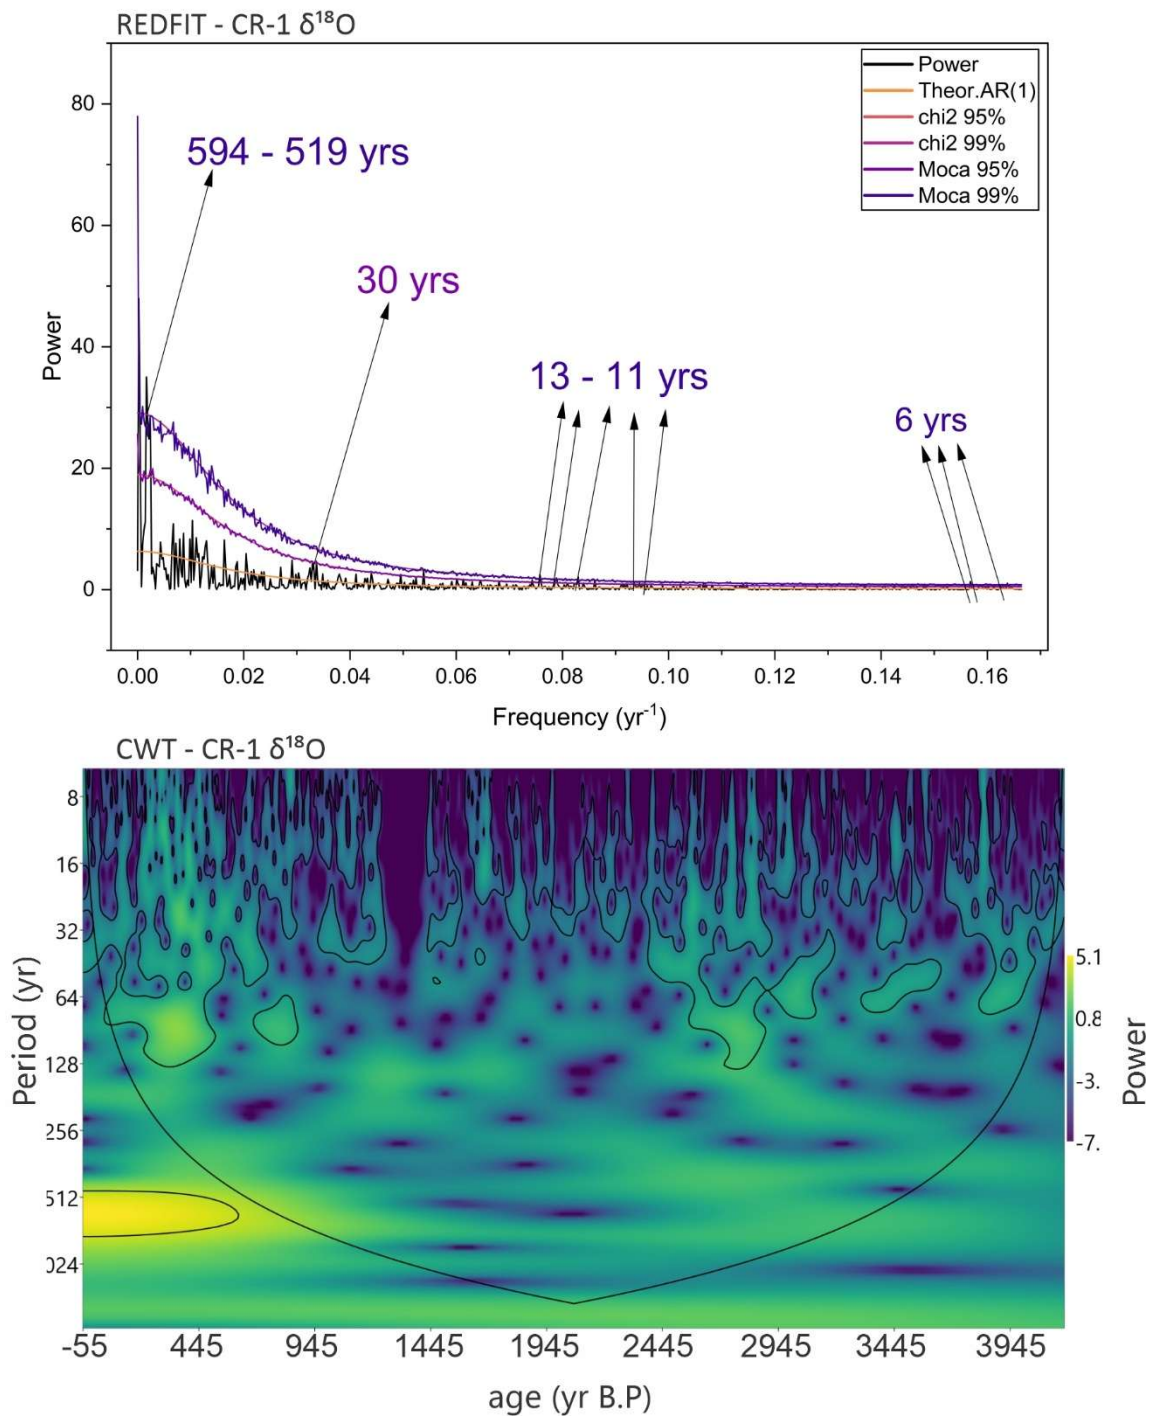 REDFIT - CR-1 δ¹⁸O
Power
Theor.AR(1)
chi2 95%
chi2 99%
Moca 95%
Moca 99%
594 - 519 yrs
30 yrs
13 - 11 yrs
6 yrs
80
60
40
20
0
Power
0.00 0.02 0.04 0.06 0.08 0.10 0.12 0.14 0.16
Frequency (yr⁻¹)
CWT - CR-1 δ¹⁸O
8
16
32
64
128
256
512
024
Period (yr)
5.1
0.8
-3.
-7.
Power
-55 445 945 1445 1945 2445 2945 3445 3945
age (yr B.P)